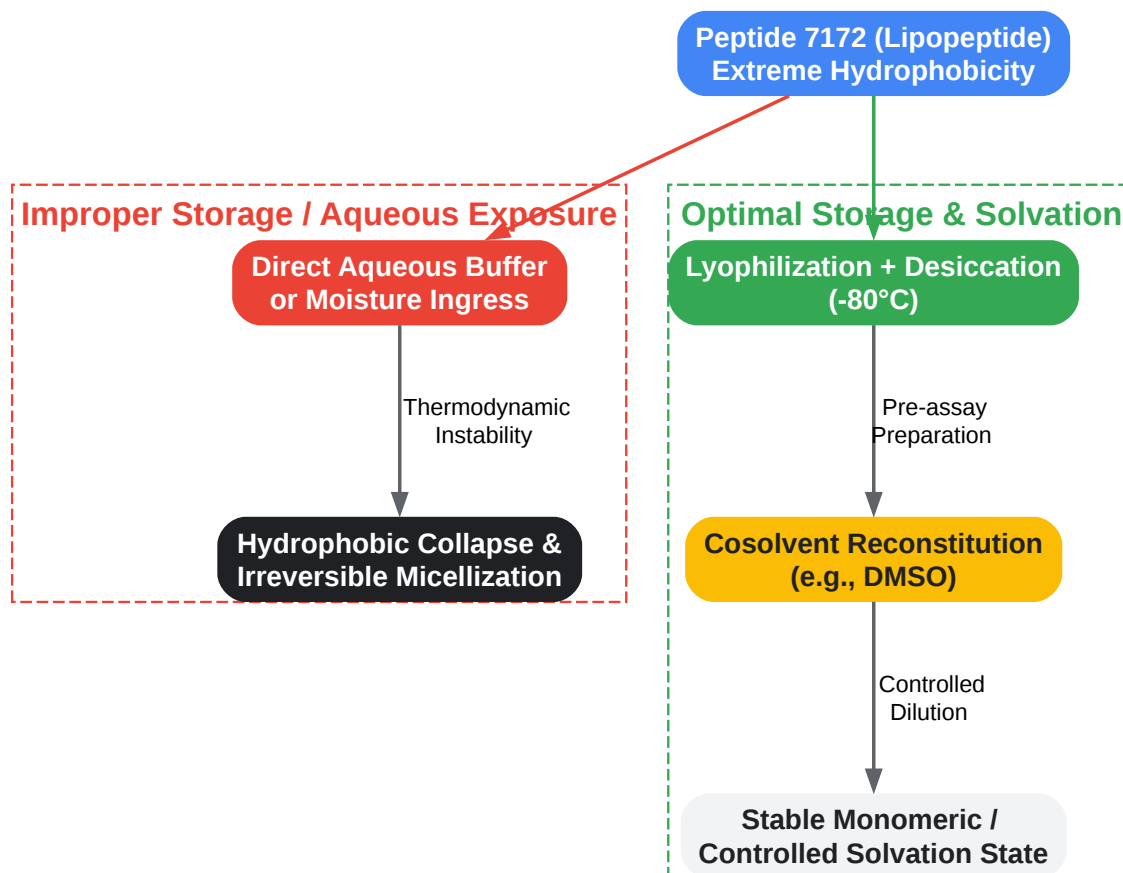 Peptide 7172 (Lipopeptide)
Extreme Hydrophobicity
Improper Storage / Aqueous Exposure
Direct Aqueous Buffer
or Moisture Ingress
Thermodynamic
Instability
Hydrophobic Collapse &
Irreversible Micellization
Optimal Storage & Solvation
Lyophilization + Desiccation
(-80°C)
Pre-assay
Preparation
Cosolvent Reconstitution
(e.g., DMSO)
Controlled
Dilution
Stable Monomeric /
Controlled Solvation State